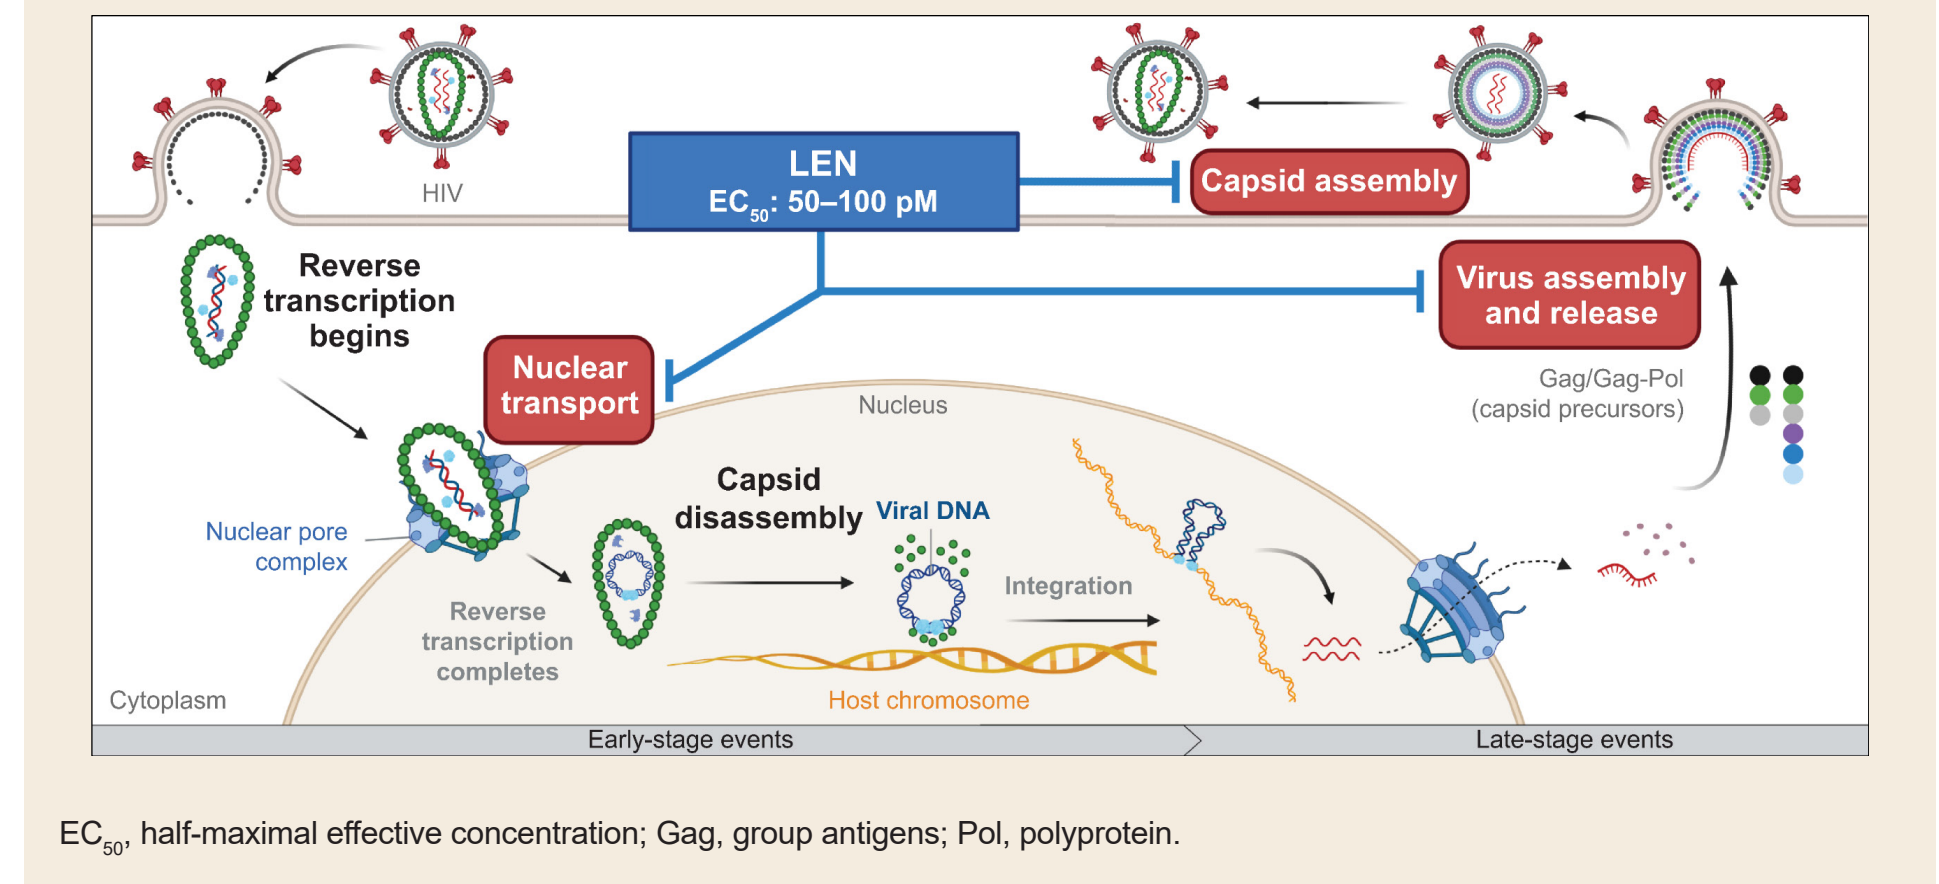 HIV
LEN
EC50: 50–100 pM
Capsid assembly
Virus assembly
and release
Reverse
transcription
begins
Nuclear
transport
Nucleus
Gag/Gag-Pol
(capsid precursors)
Nuclear pore
complex
Capsid
disassembly
Viral DNA
Reverse
transcription
completes
Integration
Host chromosome
Cytoplasm
Early-stage events
Late-stage events
EC50, half-maximal effective concentration; Gag, group antigens; Pol, polyprotein.